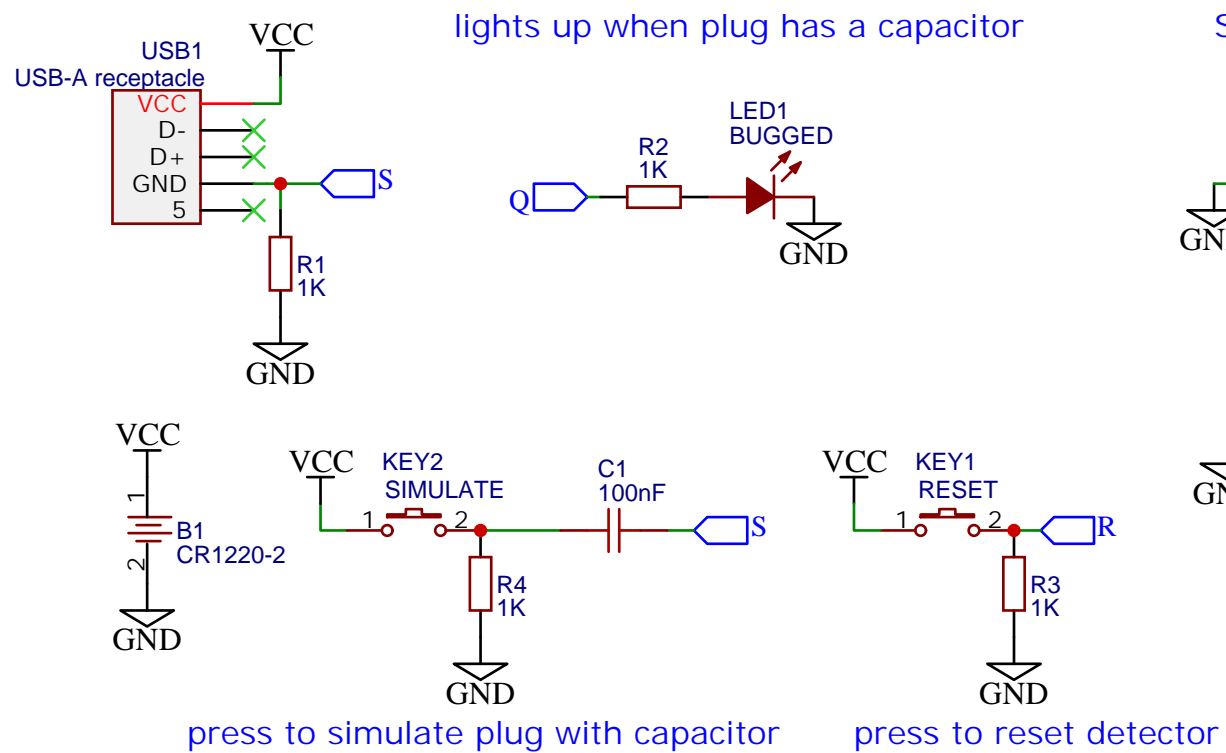 lights up when plug has a capacitor
S
VCC
USB1
USB-A receptacle
VCC
D-
D+
GND
5
S
R1
1K
GND
Q
R2
1K
LED1
BUGGED
GND
VCC
1
B1
CR1220-2
2
GND
VCC
KEY2
SIMULATE
1
2
C1
100nF
S
R4
1K
GND
press to simulate plug with capacitor
VCC
KEY1
RESET
1
2
R
R3
1K
GND
press to reset detector